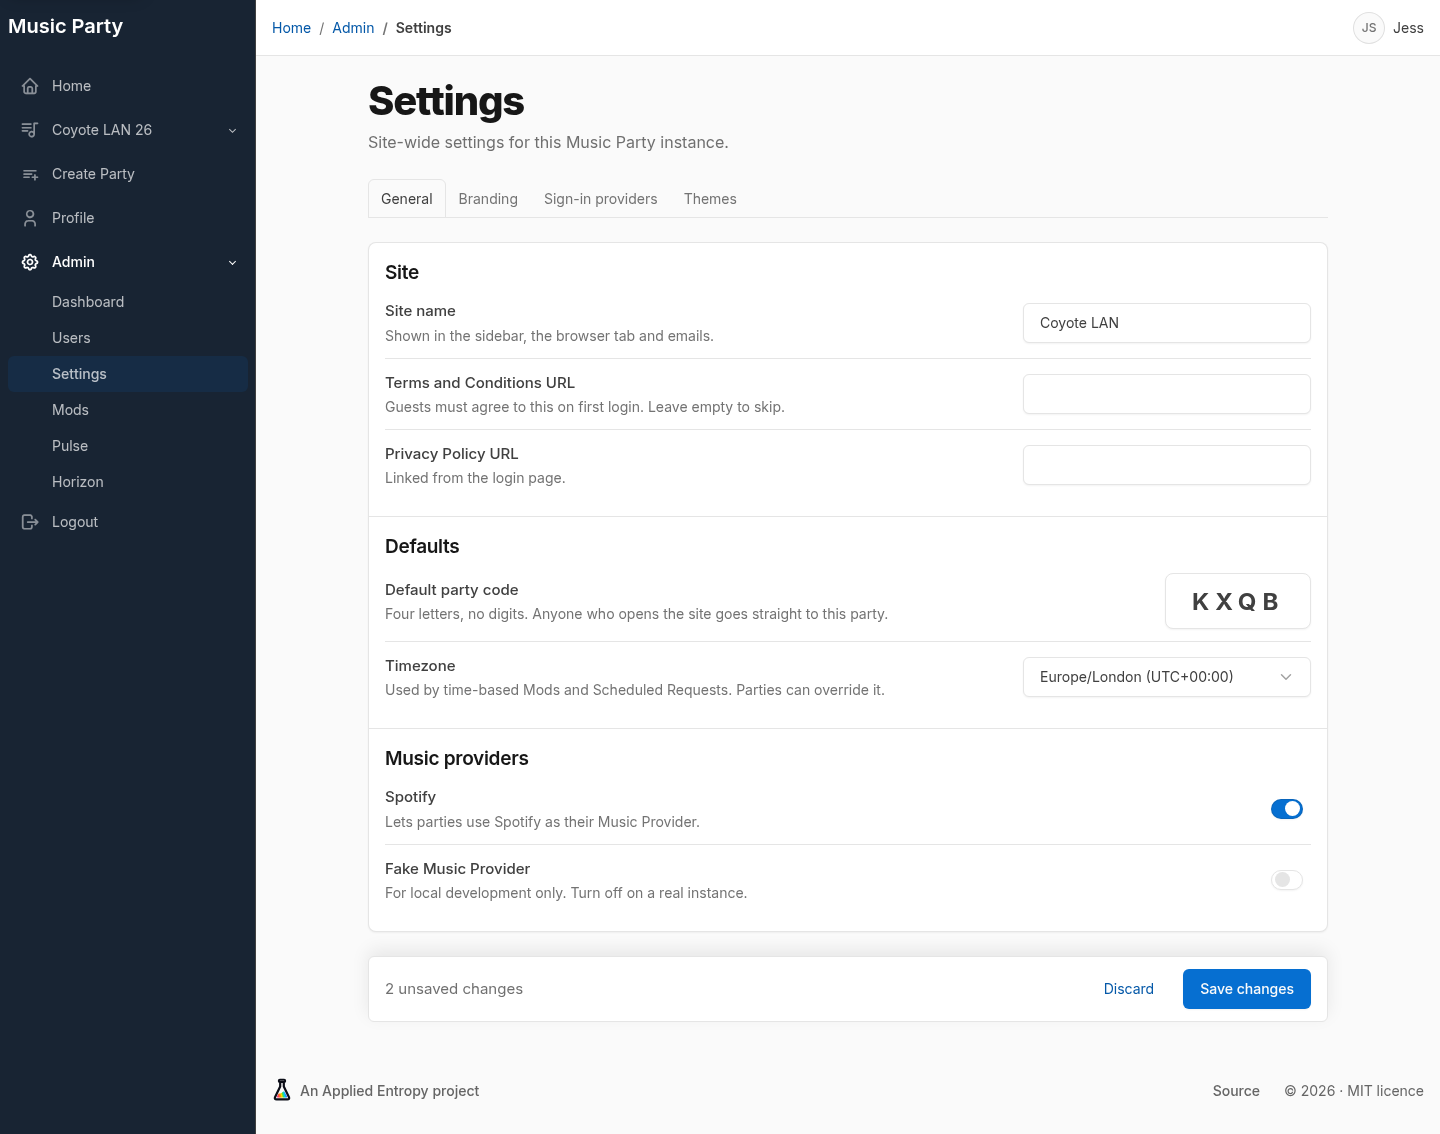 Music Party
Home
Coyote LAN 26
Create Party
Profile
Admin
Dashboard
Users
Settings
Mods
Pulse
Horizon
Logout
Home / Admin / Settings
JS Jess
Settings
Site-wide settings for this Music Party instance.
General Branding Sign-in providers Themes
Site
Site name
Shown in the sidebar, the browser tab and emails.
Coyote LAN
Terms and Conditions URL
Guests must agree to this on first login. Leave empty to skip.
Privacy Policy URL
Linked from the login page.
Defaults
Default party code
Four letters, no digits. Anyone who opens the site goes straight to this party.
KXQB
Timezone
Used by time-based Mods and Scheduled Requests. Parties can override it.
Europe/London (UTC+00:00)
Music providers
Spotify
Lets parties use Spotify as their Music Provider.
Fake Music Provider
For local development only. Turn off on a real instance.
2 unsaved changes
Discard
Save changes
An Applied Entropy project
Source © 2026 · MIT licence